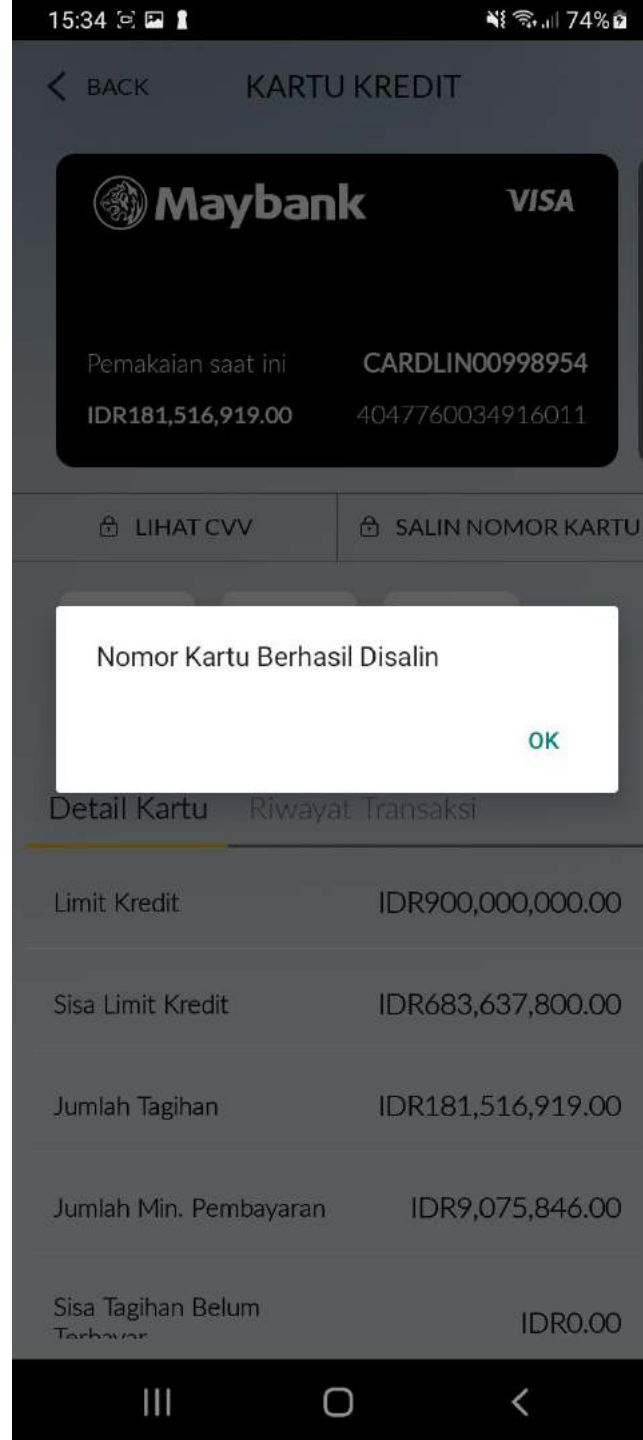 15:34 74%
BACK KARTU KREDIT
Maybank VISA
Pemakaian saat ini CARDLIN00998954
IDR181,516,919.00 4047760034916011
LIHAT CVV SALIN NOMOR KARTU
Nomor Kartu Berhasil Disalin
OK
Detail Kartu Riwayat Transaksi
Limit Kredit IDR900,000,000.00
Sisa Limit Kredit IDR683,637,800.00
Jumlah Tagihan IDR181,516,919.00
Jumlah Min. Pembayaran IDR9,075,846.00
Sisa Tagihan Belum IDR0.00
Terbayar